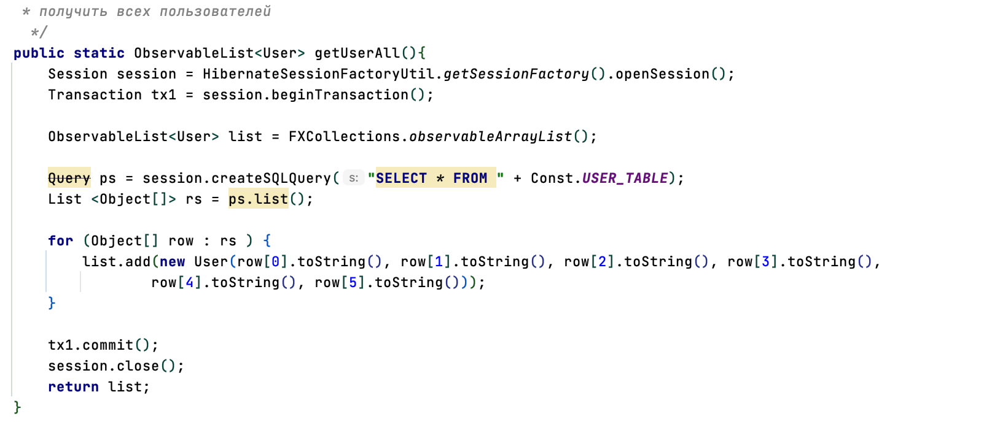 * получить всех пользователей
*/
public static ObservableList<User> getUserAll(){
Session session = HibernateSessionFactoryUtil.getSessionFactory().openSession();
Transaction tx1 = session.beginTransaction();
ObservableList<User> list = FXCollections.observableArrayList();
Query ps = session.createSQLQuery( s: "SELECT * FROM " + Const.USER_TABLE);
List <Object[]> rs = ps.list();
for (Object[] row : rs ) {
list.add(new User(row[0].toString(), row[1].toString(), row[2].toString(), row[3].toString(),
row[4].toString(), row[5].toString()));
}
tx1.commit();
session.close();
return list;
}